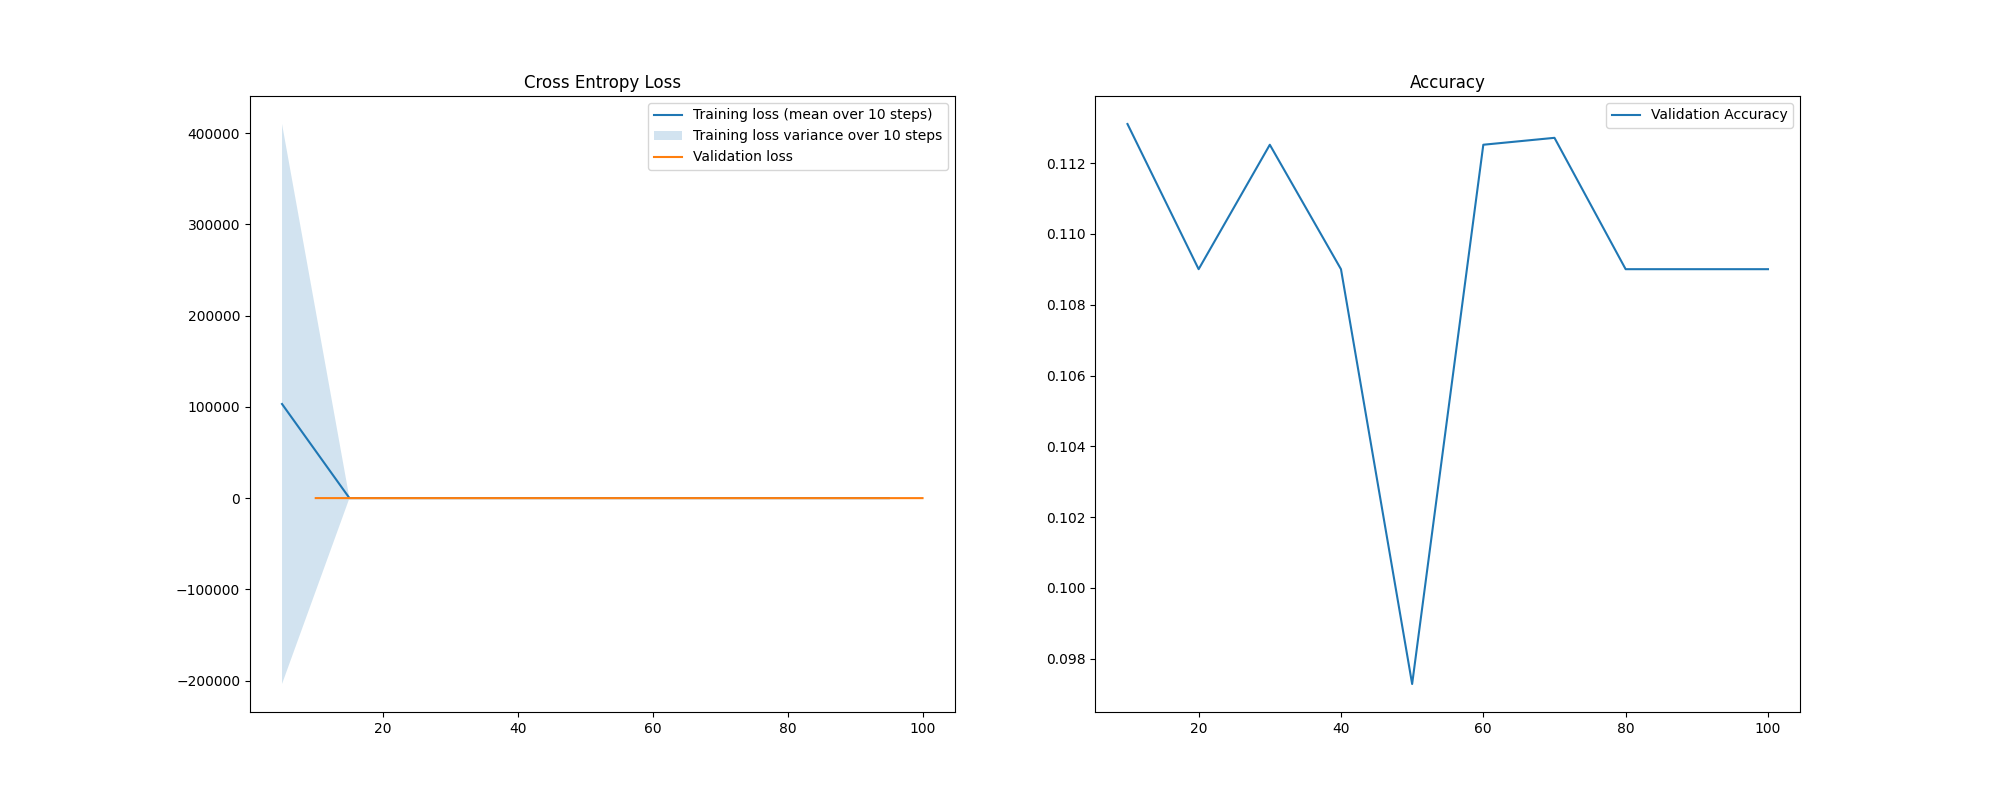 Cross Entropy Loss
Training loss (mean over 10 steps)
Training loss variance over 10 steps
Validation loss
400000
300000
200000
100000
0
−100000
−200000
20 40 60 80 100
Accuracy
Validation Accuracy
0.112
0.110
0.108
0.106
0.104
0.102
0.100
0.098
20 40 60 80 100